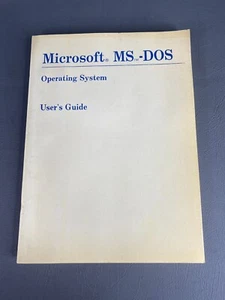 Microsoft® MS™-DOS
Operating System
User's Guide